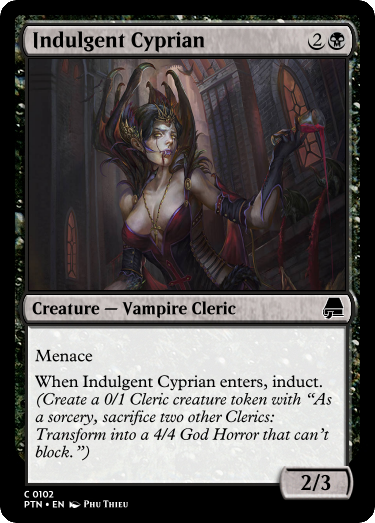 Indulgent Cyprian 2
Creature — Vampire Cleric
Menace
When Indulgent Cyprian enters, induct.
(Create a 0/1 Cleric creature token with “As
a sorcery, sacrifice two other Clerics:
Transform into a 4/4 God Horror that can’t
block.”)
2/3
C 0102
PTN • EN Phu Thieu